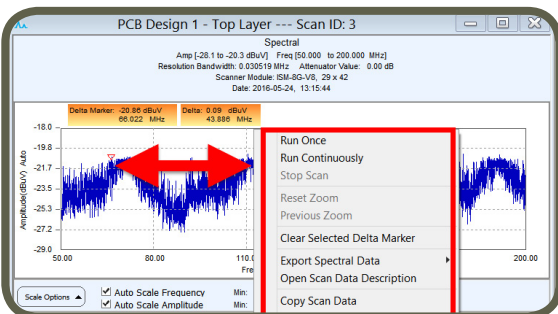 PCB Design 1 - Top Layer --- Scan ID: 3
Spectral
Amp [-28.1 to -20.3 dBuV] Freq [50.000 to 200.000 MHz]
Resolution Bandwidth: 0.030519 MHz Attenuator Value: 0.00 dB
Scanner Module: ISM-8G-V8, 29 x 42
Date: 2016-05-24, 13:15:44
Delta Marker: -20.86 dBuV
66.022 MHz
Delta: 0.09 dBuV
43.886 MHz
Amplitude(dBuV) Auto
-18.0
-19.8
-21.7
-23.5
-25.3
-27.2
-29.0
50.00 80.00 110.0 200.00
Fre
Run Once
Run Continuously
Stop Scan
Reset Zoom
Previous Zoom
Clear Selected Delta Marker
Export Spectral Data
Open Scan Data Description
Copy Scan Data
Scale Options
Auto Scale Frequency Min:
Auto Scale Amplitude Min: